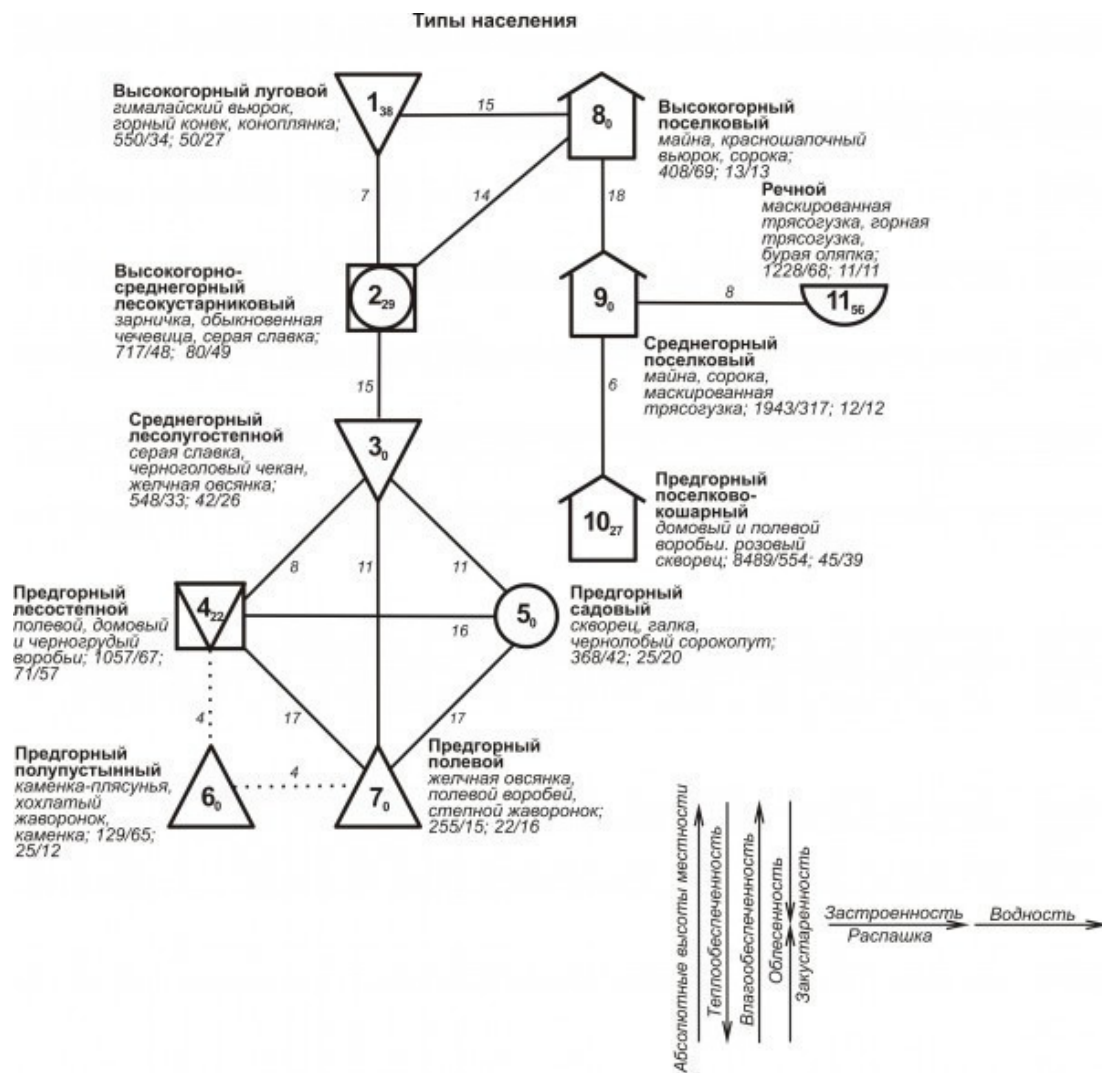 Типы населения
Высокогорный луговой
гималайский вьюрок,
горный конек, коноплянка;
550/34; 50/27
1 38
15
8 0
Высокогорный
поселковый
майна, красношапочный
вьюрок, сорока;
408/69; 13/13
7
14
18
Речной
маскированная
трясогузка, горная
трясогузка,
бурая оляпка;
1228/68; 11/11
Высокогорно-
среднегорный
лесокустарниковый
зарничка, обыкновенная
чечевица, серая славка;
717/48; 80/49
2 29
9 0
8
11 56
Среднегорный
поселковый
майна, сорока,
маскированная
трясогузка; 1943/317; 12/12
15
6
Среднегорный
лесолугостепной
серая славка,
черноголовый чекан,
желчная овсянка;
548/33; 42/26
3 0
10 27
Предгорный
поселково-
кошарный
домовый и полевой
воробьи. розовый
скворец; 8489/554; 45/39
8
11
11
Предгорный
лесостепной
полевой, домовый
и черногрудый
воробьи; 1057/67;
71/57
4 22
16
5 0
Предгорный
садовый
скворец, галка,
чернолобый сорокопут;
368/42; 25/20
4
17
17
Предгорный
полупустынный
каменка-плясунья,
хохлатый
жаворонок,
каменка; 129/65;
25/12
6 0
4
7 0
Предгорный
полевой
желчная овсянка,
полевой воробей,
степной жаворонок;
255/15; 22/16
Абсолютные высоты местности
Теплообеспеченность
Влагообеспеченность
Облесенность
Закустаренность
Застроенность
Распашка
Водность